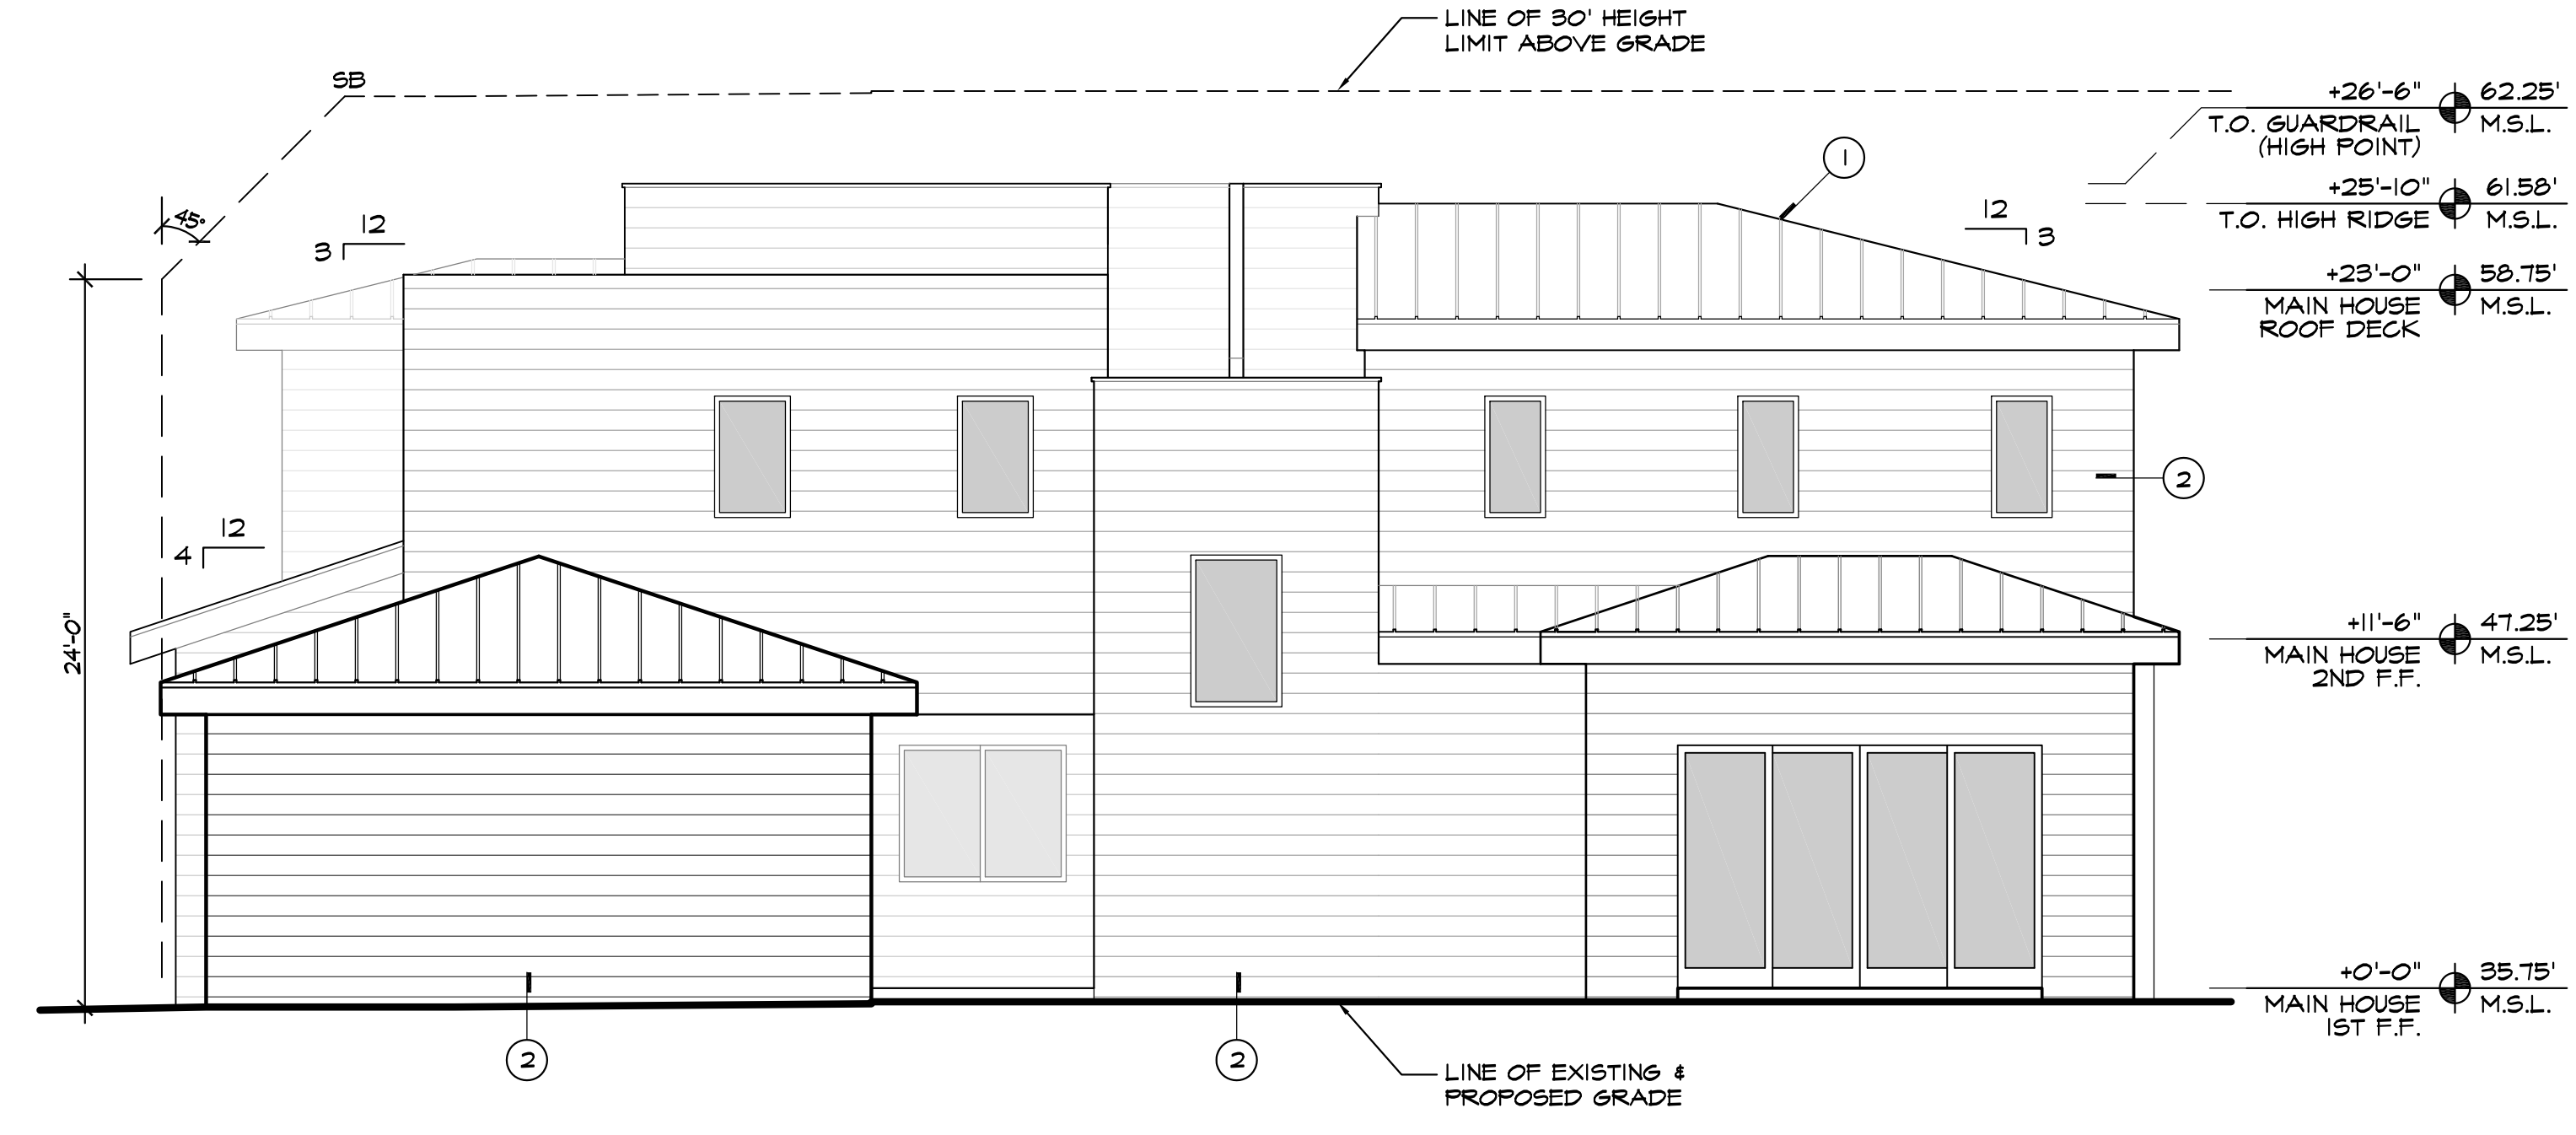 LINE OF 30' HEIGHT
LIMIT ABOVE GRADE
SB
+26'-6" 62.25'
T.O. GUARDRAIL M.S.L.
(HIGH POINT)
1
+25'-10" 61.58'
T.O. HIGH RIDGE M.S.L.
45°
12
3
12
3
+23'-0" 58.75'
MAIN HOUSE M.S.L.
ROOF DECK
2
12
4
24'-0"
+11'-6" 47.25'
MAIN HOUSE M.S.L.
2ND F.F.
+0'-0" 35.75'
MAIN HOUSE M.S.L.
1ST F.F.
2
2
LINE OF EXISTING &
PROPOSED GRADE